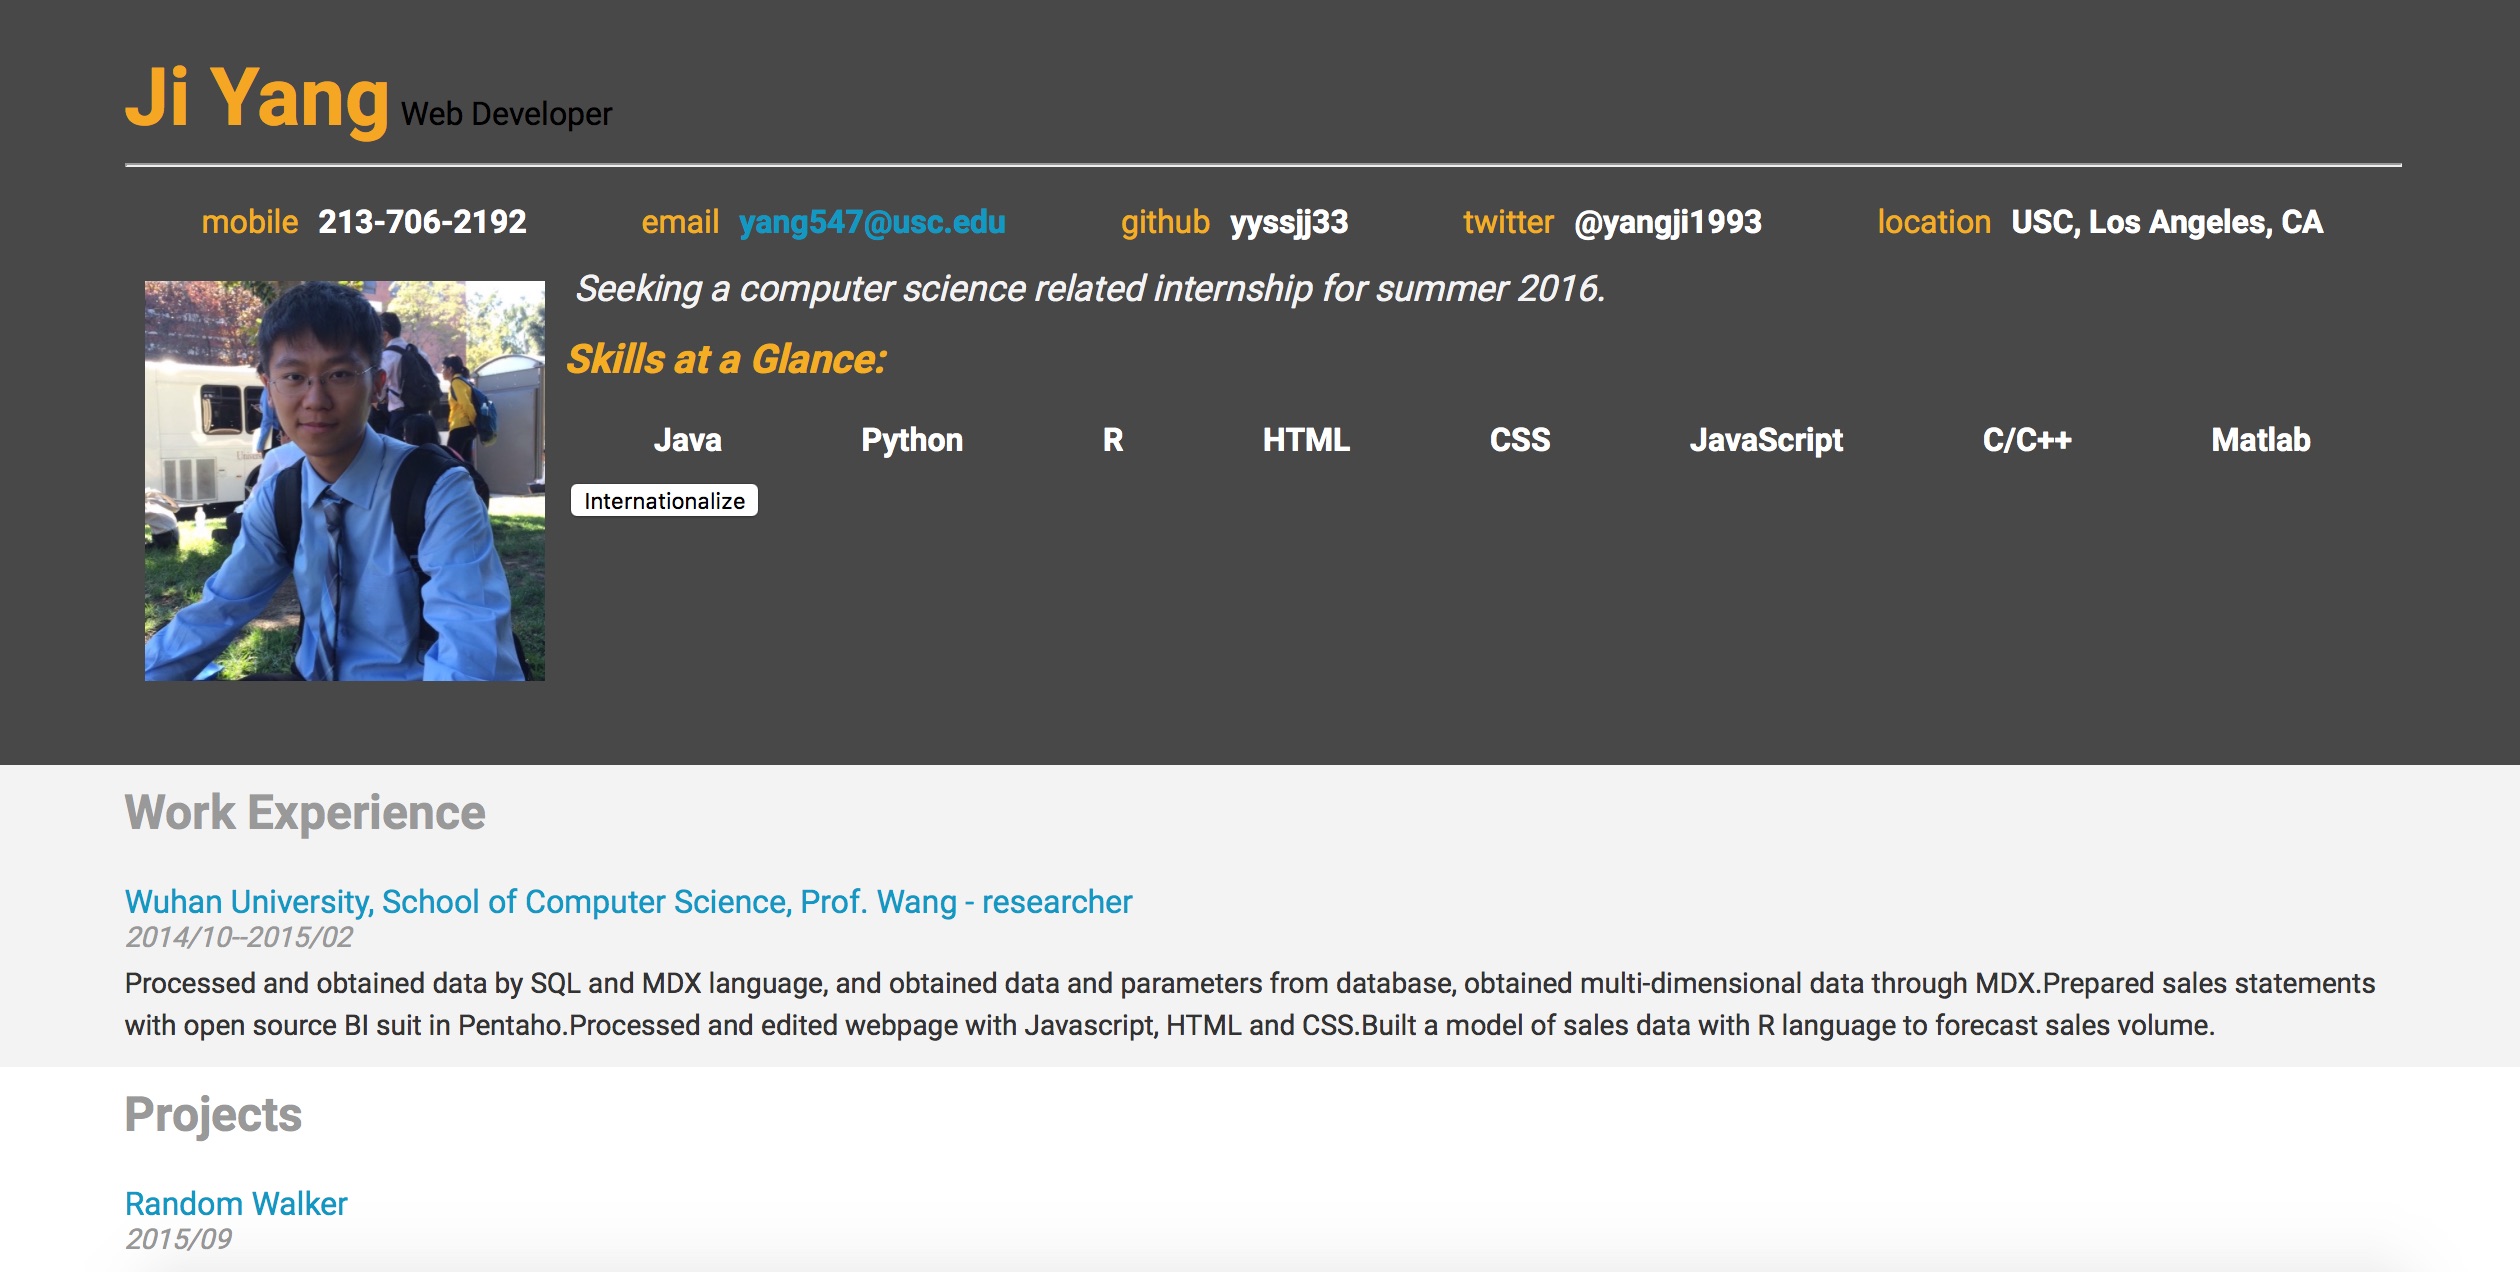 Ji Yang Web Developer
mobile 213-706-2192 email yang547@usc.edu github yyssjj33 twitter @yangji1993 location USC, Los Angeles, CA
Seeking a computer science related internship for summer 2016.
Skills at a Glance:
Java Python R HTML CSS JavaScript C/C++ Matlab
Internationalize
Work Experience
Wuhan University, School of Computer Science, Prof. Wang - researcher
2014/10--2015/02
Processed and obtained data by SQL and MDX language, and obtained data and parameters from database, obtained multi-dimensional data through MDX.Prepared sales statements
with open source BI suit in Pentaho.Processed and edited webpage with Javascript, HTML and CSS.Built a model of sales data with R language to forecast sales volume.
Projects
Random Walker
2015/09